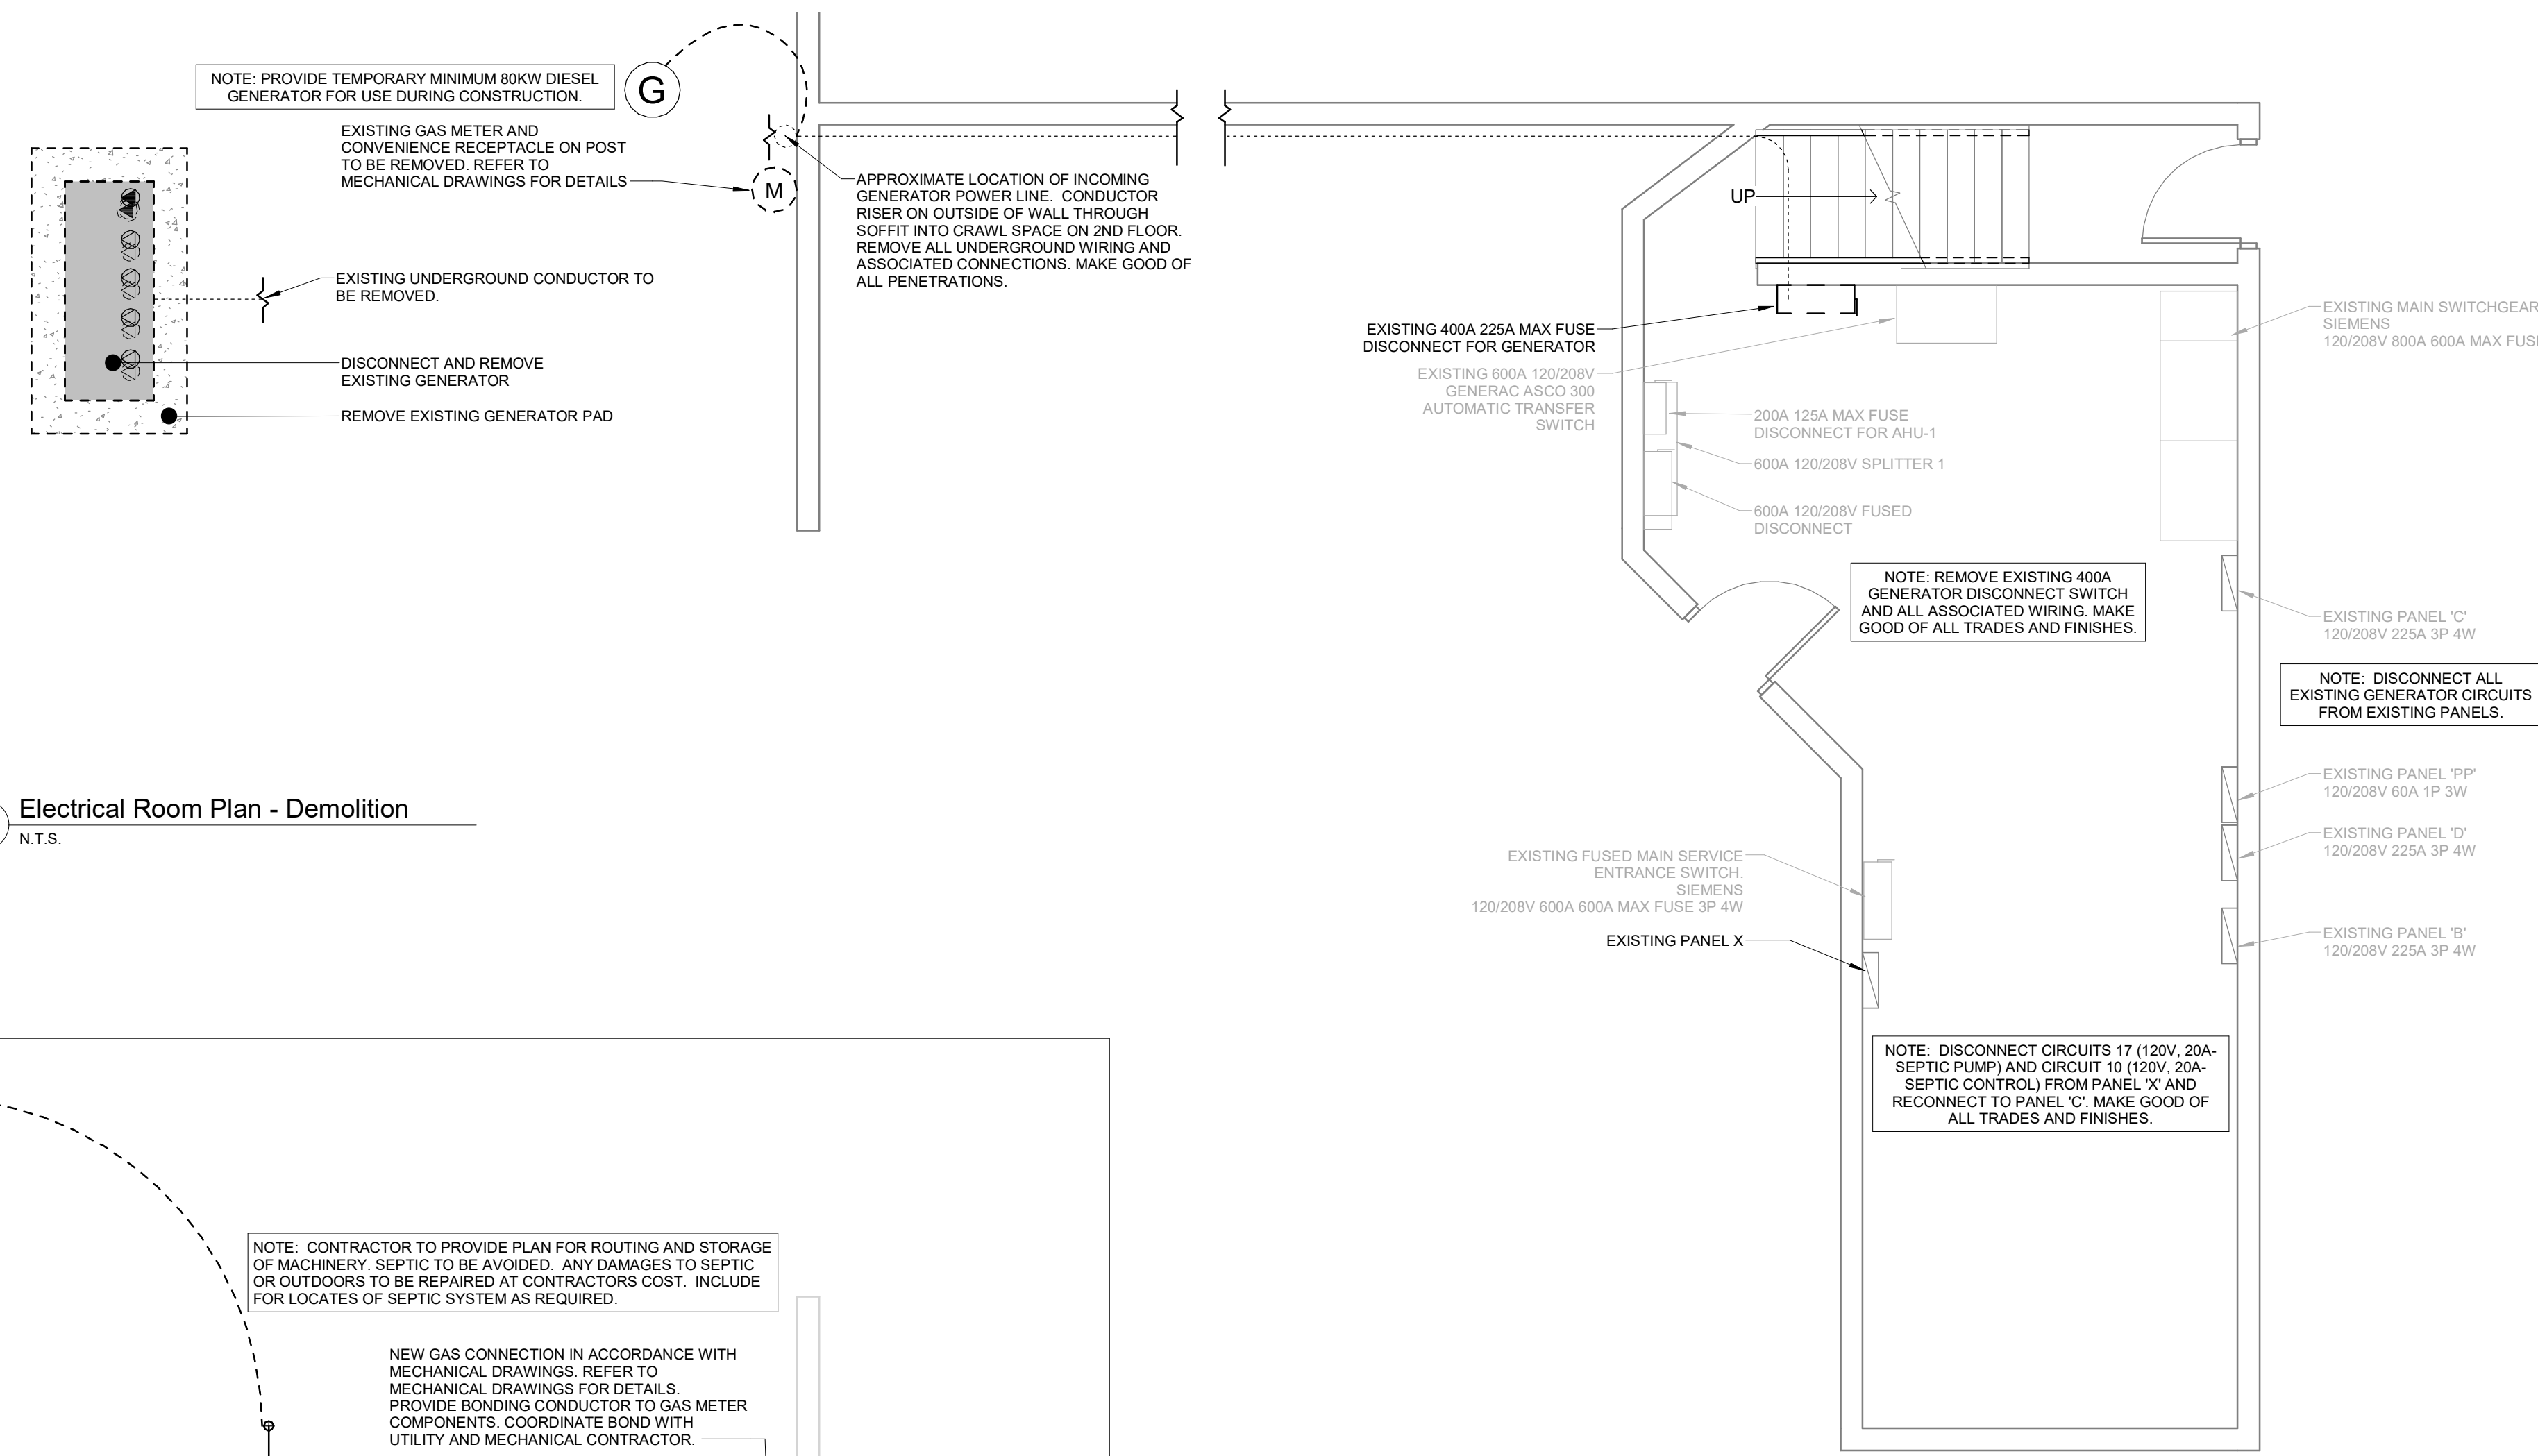 NOTE: PROVIDE TEMPORARY MINIMUM 80KW DIESEL
GENERATOR FOR USE DURING CONSTRUCTION.
G
EXISTING GAS METER AND
CONVENIENCE RECEPTACLE ON POST
TO BE REMOVED. REFER TO
MECHANICAL DRAWINGS FOR DETAILS
M
APPROXIMATE LOCATION OF INCOMING
GENERATOR POWER LINE. CONDUCTOR
RISER ON OUTSIDE OF WALL THROUGH
SOFFIT INTO CRAWL SPACE ON 2ND FLOOR.
REMOVE ALL UNDERGROUND WIRING AND
ASSOCIATED CONNECTIONS. MAKE GOOD OF
ALL PENETRATIONS.
EXISTING UNDERGROUND CONDUCTOR TO
BE REMOVED.
DISCONNECT AND REMOVE
EXISTING GENERATOR
REMOVE EXISTING GENERATOR PAD
UP
EXISTING 400A 225A MAX FUSE
DISCONNECT FOR GENERATOR
EXISTING 600A 120/208V
GENERAC ASCO 300
AUTOMATIC TRANSFER
SWITCH
200A 125A MAX FUSE
DISCONNECT FOR AHU-1
600A 120/208V SPLITTER 1
600A 120/208V FUSED
DISCONNECT
EXISTING MAIN SWITCHGEAR
SIEMENS
120/208V 800A 600A MAX
NOTE: REMOVE EXISTING 400A
GENERATOR DISCONNECT SWITCH
AND ALL ASSOCIATED WIRING. MAKE
GOOD OF ALL TRADES AND FINISHES.
EXISTING PANEL 'C'
120/208V 225A 3P 4W
NOTE: DISCONNECT ALL
EXISTING GENERATOR CIRCUITS
FROM EXISTING PANELS.
EXISTING PANEL 'PP'
120/208V 60A 1P 3W
EXISTING PANEL 'D'
120/208V 225A 3P 4W
EXISTING PANEL 'B'
120/208V 225A 3P 4W
Electrical Room Plan - Demolition
N.T.S.
EXISTING FUSED MAIN SERVICE
ENTRANCE SWITCH.
SIEMENS
120/208V 600A 600A MAX FUSE 3P 4W
EXISTING PANEL X
NOTE: DISCONNECT CIRCUITS 17 (120V, 20A-
SEPTIC PUMP) AND CIRCUIT 10 (120V, 20A-
SEPTIC CONTROL) FROM PANEL 'X' AND
RECONNECT TO PANEL 'C'. MAKE GOOD OF
ALL TRADES AND FINISHES.
NOTE: CONTRACTOR TO PROVIDE PLAN FOR ROUTING AND STORAGE
OF MACHINERY. SEPTIC TO BE AVOIDED. ANY DAMAGES TO SEPTIC
OR OUTDOORS TO BE REPAIRED AT CONTRACTORS COST. INCLUDE
FOR LOCATES OF SEPTIC SYSTEM AS REQUIRED.
NEW GAS CONNECTION IN ACCORDANCE WITH
MECHANICAL DRAWINGS. REFER TO
MECHANICAL DRAWINGS FOR DETAILS.
PROVIDE BONDING CONDUCTOR TO GAS METER
COMPONENTS. COORDINATE BOND WITH
UTILITY AND MECHANICAL CONTRACTOR.